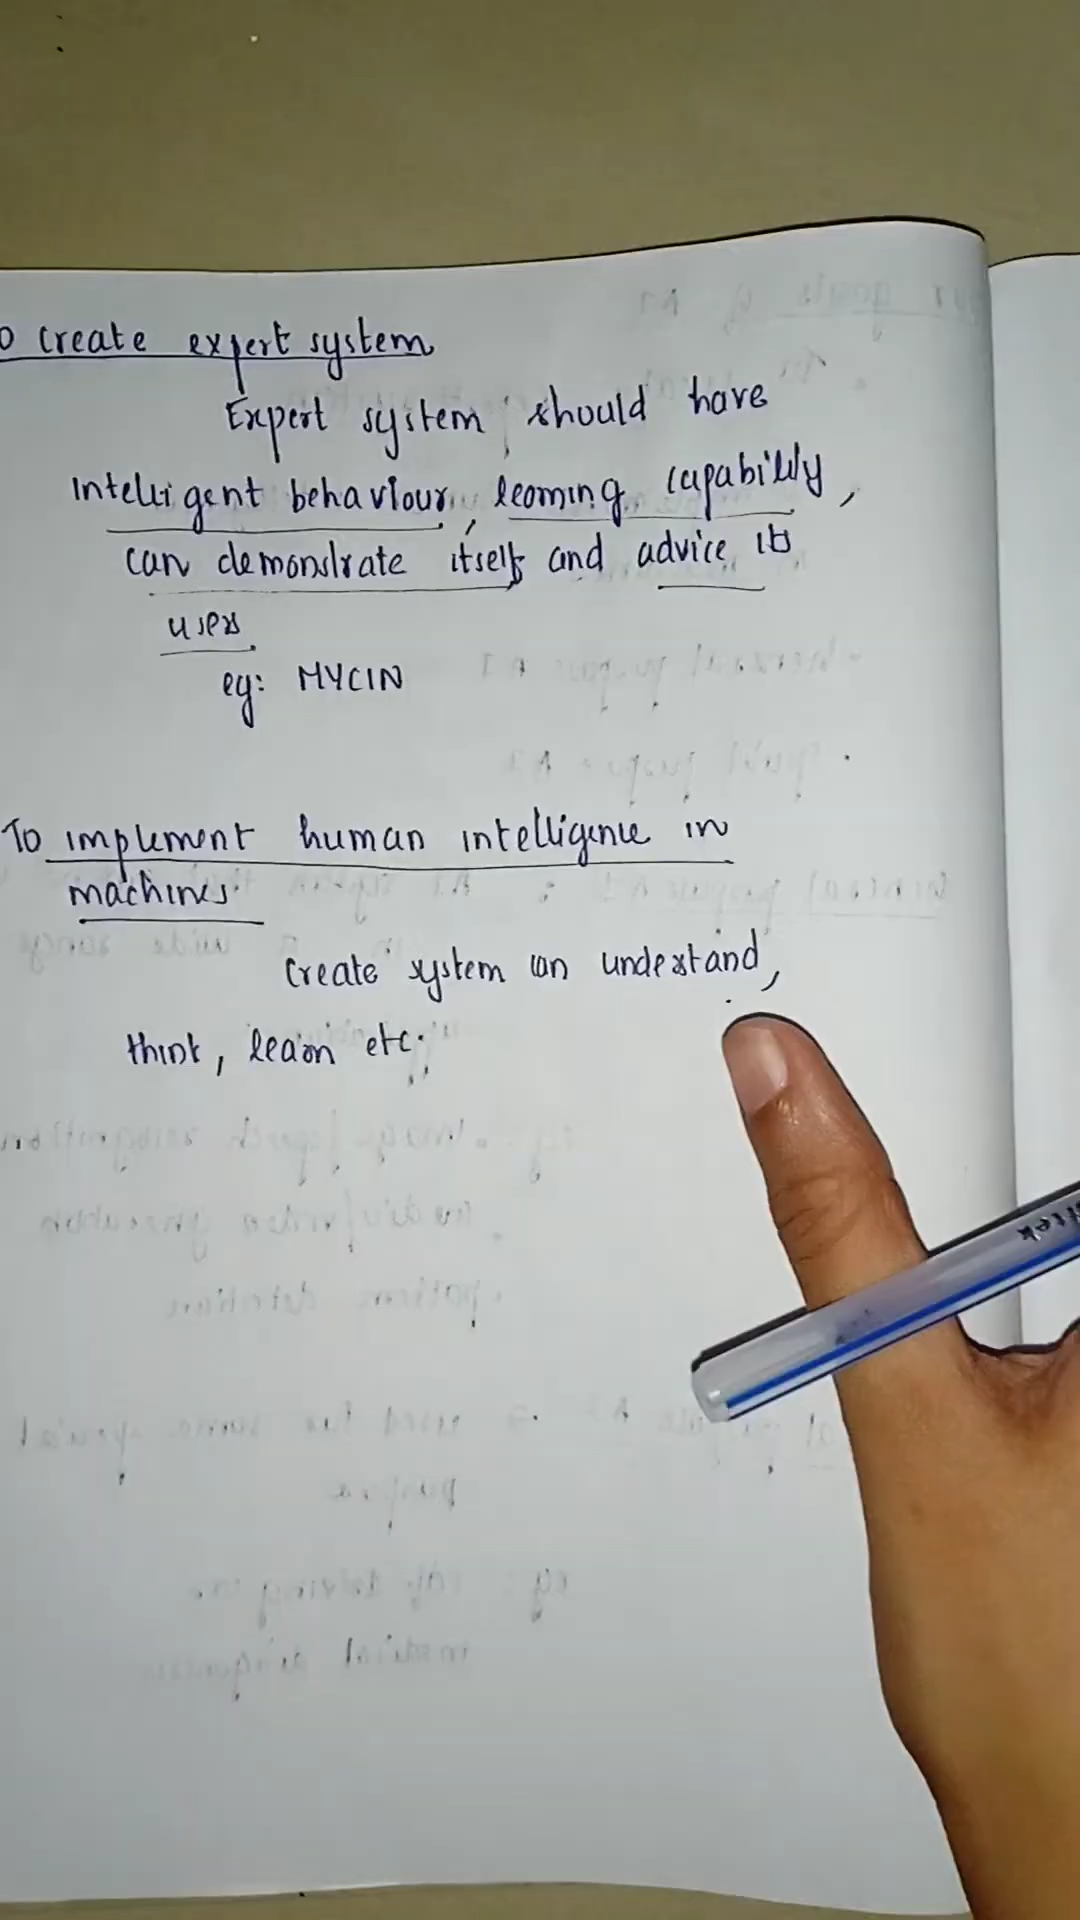 o create expert system
Expert system should have
Intelligent behaviour, learning capability,
can demonstrate itself and advice its
users
eg: MYCIN
To implement human intelligence in
machines.
Create system can understand,
think, learn etc.